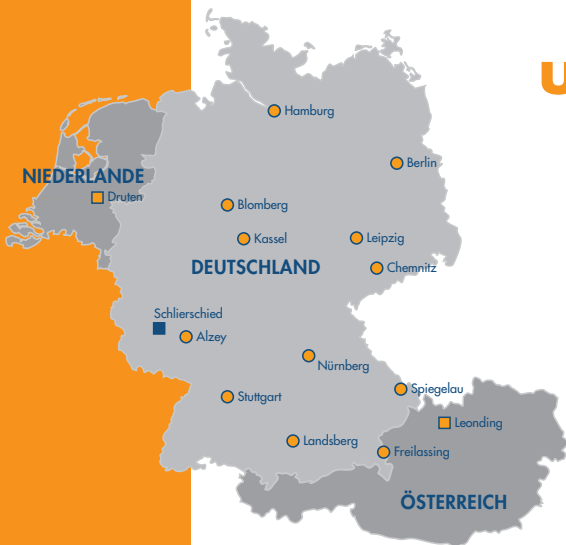 U
Hamburg
Berlin
NIEDERLANDE
Druten
Blomberg
Kassel
Leipzig
DEUTSCHLAND
Chemnitz
Schlierschied
Alzey
Nürnberg
Spiegelau
Stuttgart
Leonding
Landsberg
Freilassing
ÖSTERREICH